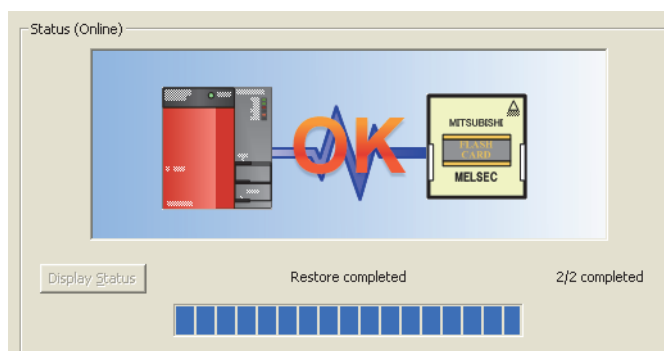 Status (Online)
OK
MITSUBISHI
FLASH
CARD
MELSEC
Display Status
Restore completed
2/2 completed